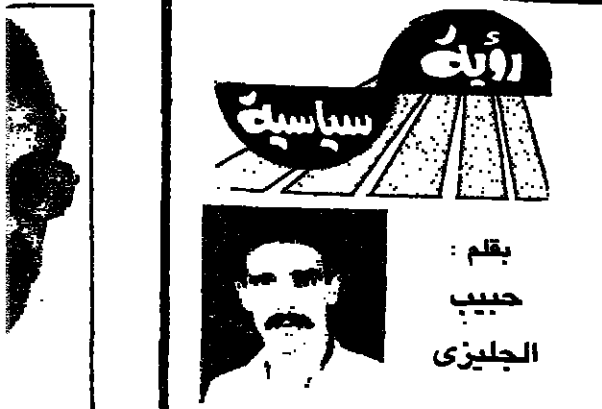 رؤية
سياسية
بقلم :
حبيب
الجليزى